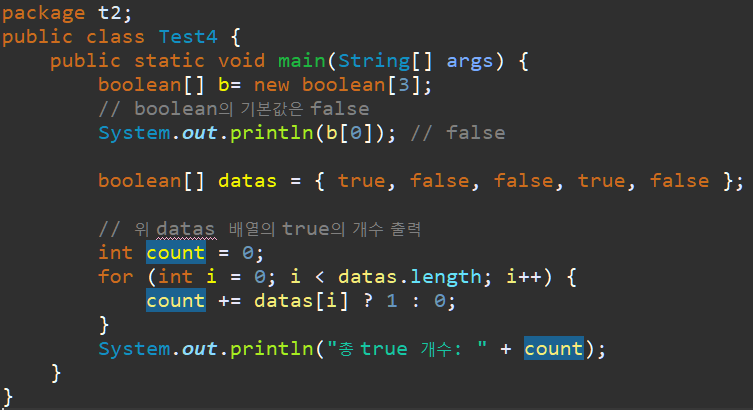 package t2;
public class Test4 {
    public static void main(String[] args) {
        boolean[] b= new boolean[3];
        // boolean의 기본값은 false
        System.out.println(b[0]); // false

        boolean[] datas = { true, false, false, true, false };

        // 위 datas 배열의 true의 개수 출력
        int count = 0;
        for (int i = 0; i < datas.length; i++) {
            count += datas[i] ? 1 : 0;
        }
        System.out.println("총 true 개수: " + count);
    }
}